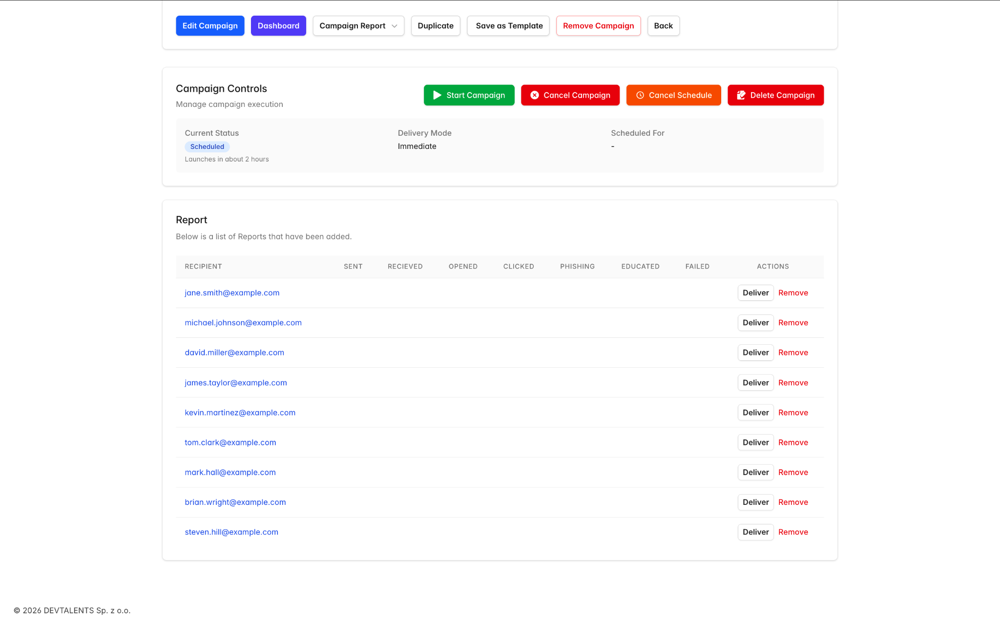 Edit Campaign Dashboard Campaign Report Duplicate Save as Template Remove Campaign Back
Campaign Controls
Manage campaign execution
Start Campaign Cancel Campaign Cancel Schedule Delete Campaign
Current Status Delivery Mode Scheduled For
Scheduled Immediate -
Launches in about 2 hours
Report
Below is a list of Reports that have been added.
RECIPIENT SENT RECIEVED OPENED CLICKED PHISHING EDUCATED FAILED ACTIONS
jane.smith@example.com Deliver Remove
michael.johnson@example.com Deliver Remove
david.miller@example.com Deliver Remove
james.taylor@example.com Deliver Remove
kevin.martinez@example.com Deliver Remove
tom.clark@example.com Deliver Remove
mark.hall@example.com Deliver Remove
brian.wright@example.com Deliver Remove
steven.hill@example.com Deliver Remove
© 2026 DEVTALENTS Sp. z o.o.